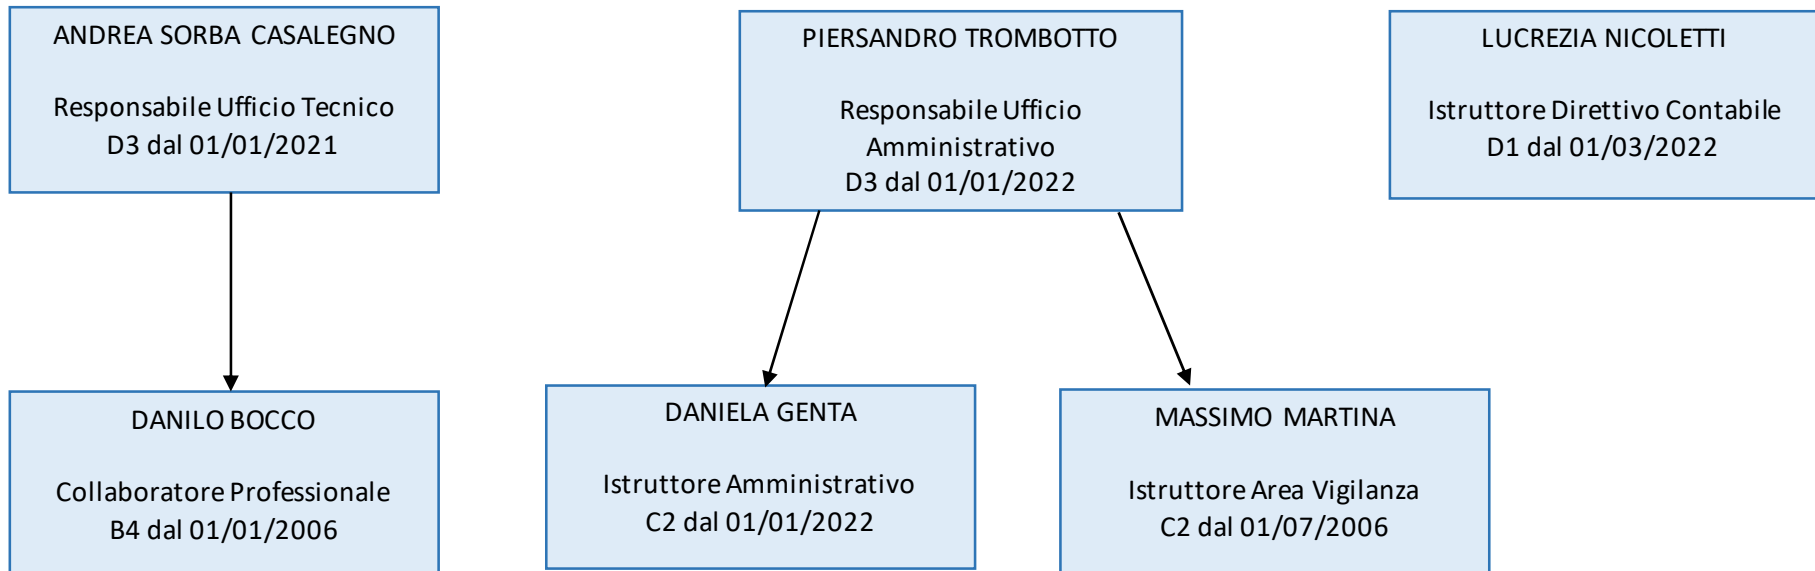 ANDREA SORBA CASALEGNO
Responsabile Ufficio Tecnico
D3 dal 01/01/2021
PIERSANDRO TROMBOTTO
Responsabile Ufficio
Amministrativo
D3 dal 01/01/2022
LUCREZIA NICOLETTI
Istruttore Direttivo Contabile
D1 dal 01/03/2022
DANILO BOCCO
Collaboratore Professionale
B4 dal 01/01/2006
DANIELA GENTA
Istruttore Amministrativo
C2 dal 01/01/2022
MASSIMO MARTINA
Istruttore Area Vigilanza
C2 dal 01/07/2006